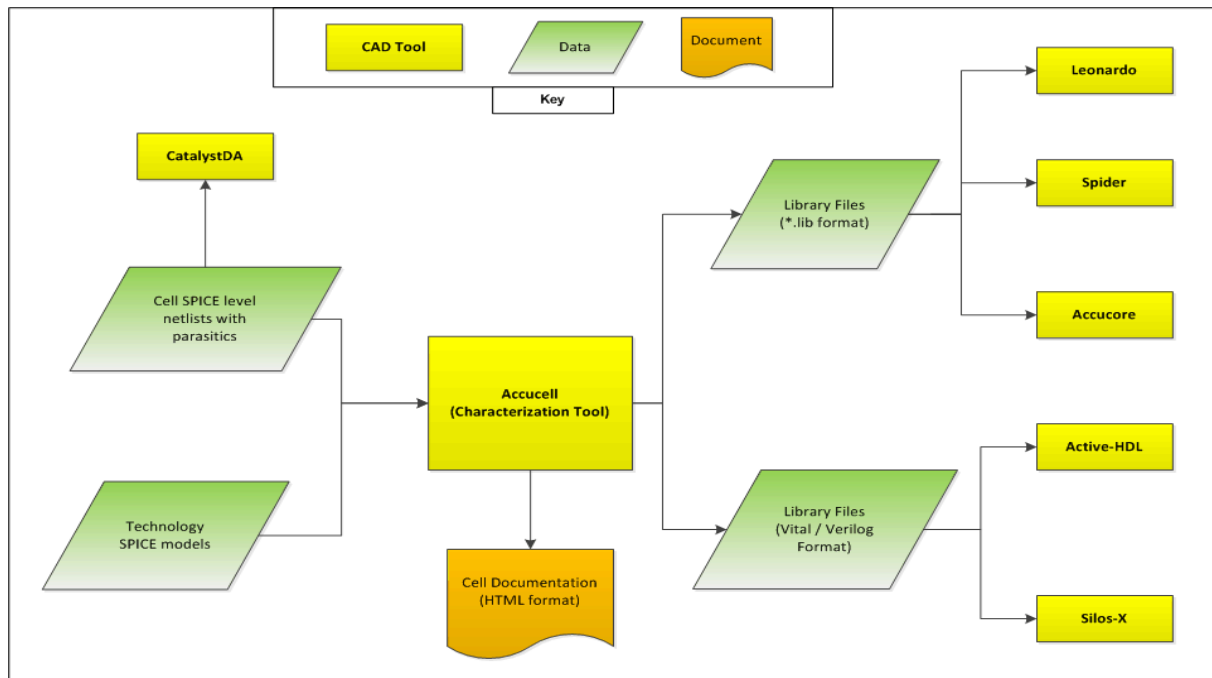 CAD Tool
Data
Document
Key
CatalystDA
Cell SPICE level
netlists with
parasitics
Technology
SPICE models
Accucell
(Characterization Tool)
Cell Documentation
(HTML format)
Library Files
(*.lib format)
Library Files
(Vital / Verilog
Format)
Leonardo
Spider
Accucore
Active-HDL
Silos-X